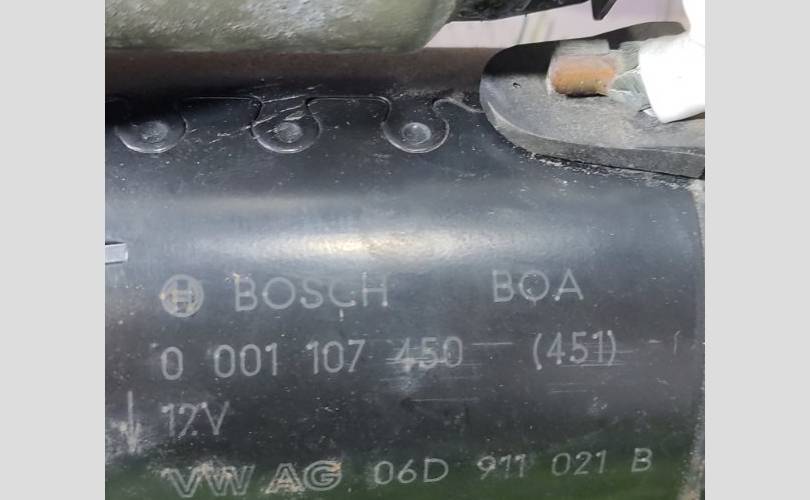 BOSCH BOA
0 001 107 450 (451)
12V
VW AG 06D 911 021 B